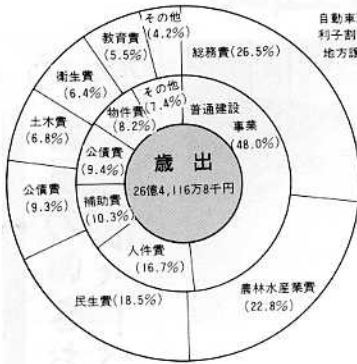 その他
(4.2%)
教育費
(5.5%)
衛生費
(6.4%)
土木費
(6.8%)
公債費
(9.3%)
民生費(18.5%)
農林水産業費
(22.8%)
総務費(26.5%)
その他
(7.4%)
物件費
(8.2%)
公債費
(9.4%)
補助費
(10.3%)
人件費
(16.7%)
普通建設
事業
(48.0%)
歳出
26億4,116万8千円
自動車
利子割
地方